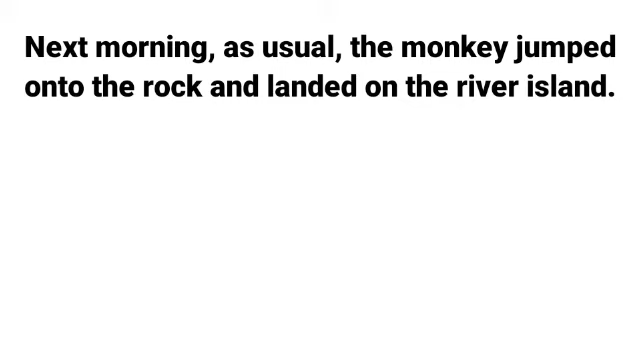 Next morning, as usual, the monkey jumped
onto the rock and landed on the river island.